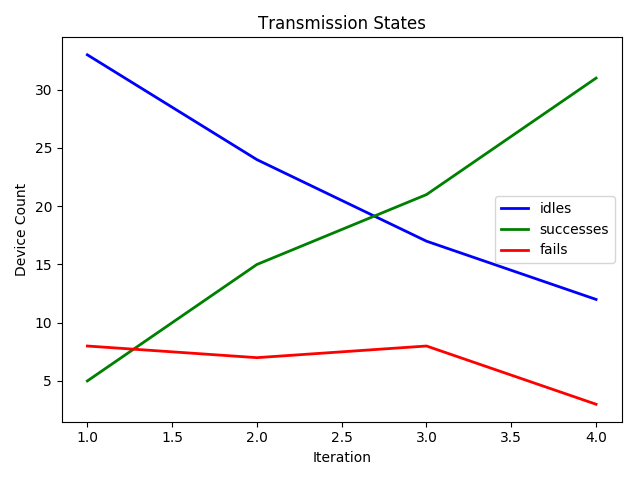 Transmission States
Device Count
30
25
20
15
10
5
idles
successes
fails
1.0 1.5 2.0 2.5 3.0 3.5 4.0
Iteration